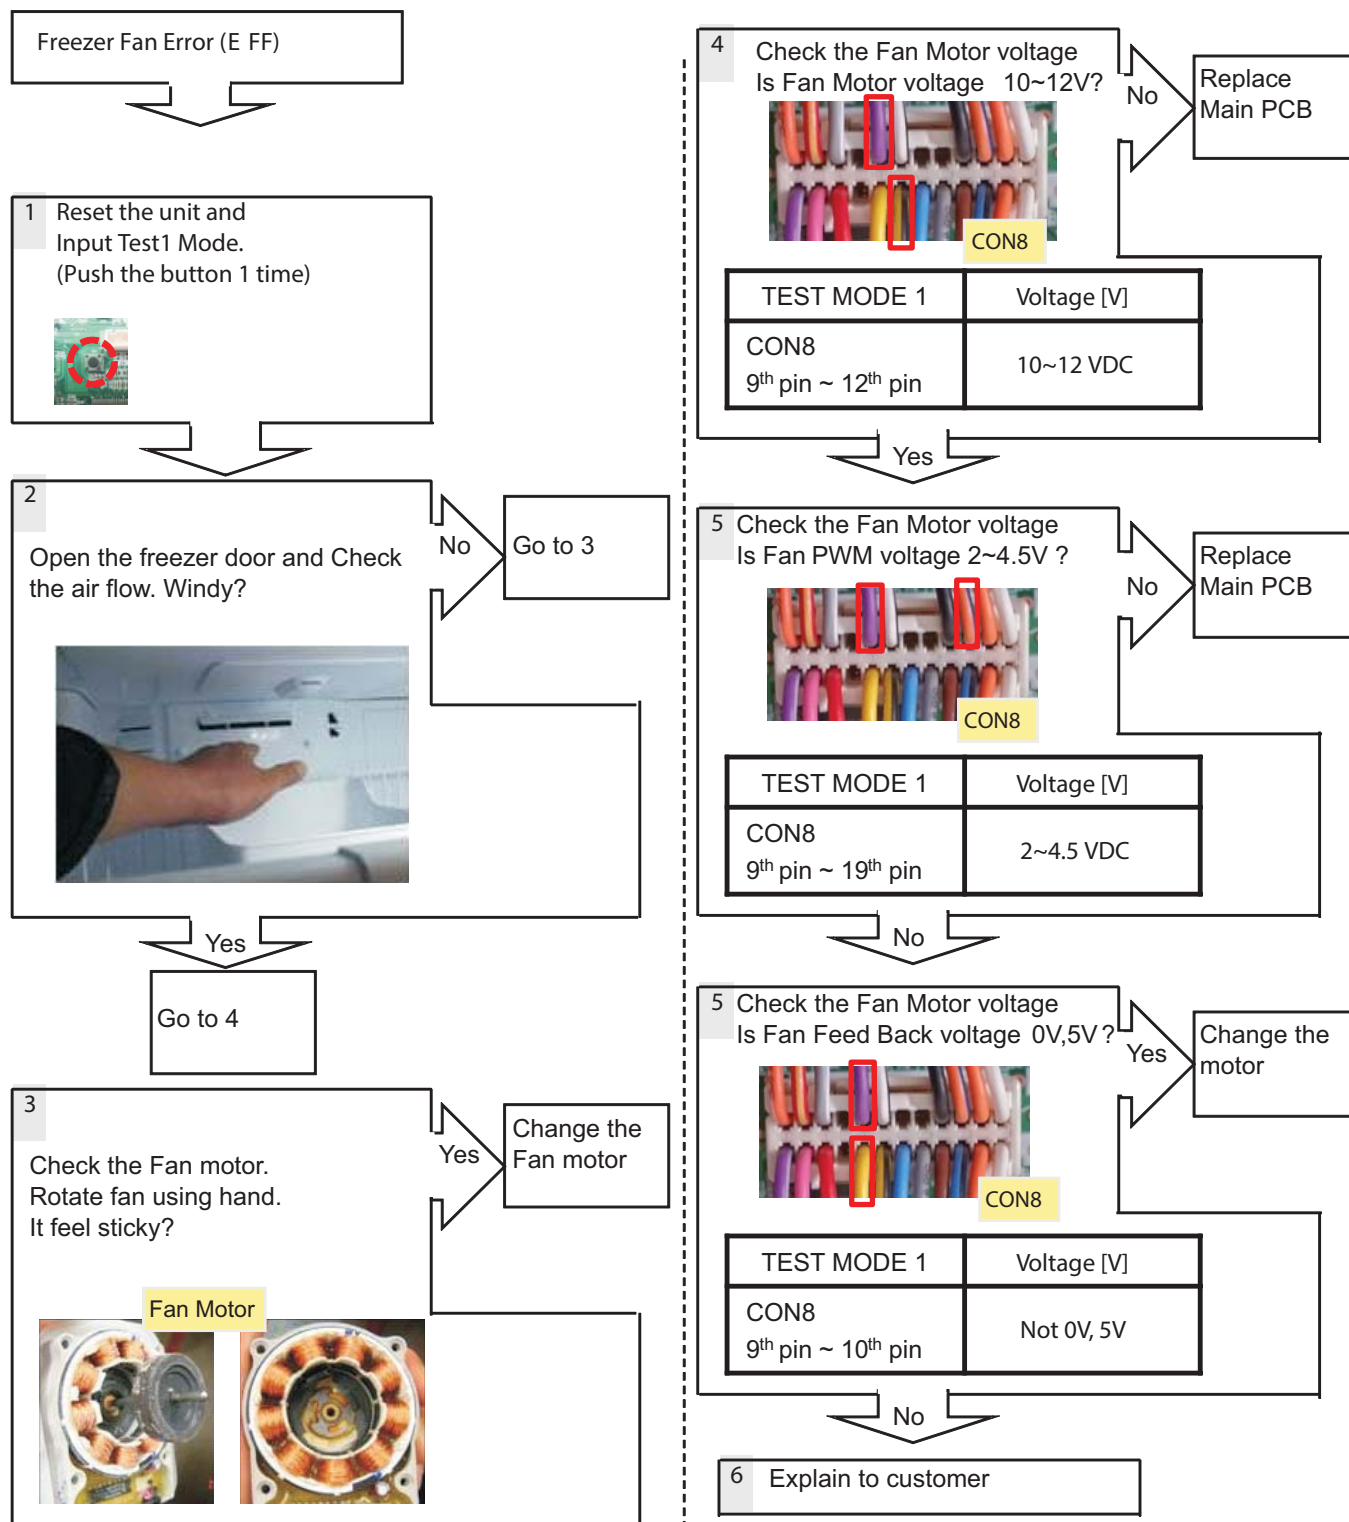 Freezer Fan Error (E FF)
1 Reset the unit and
Input Test1 Mode.
(Push the button 1 time)
2
Open the freezer door and Check
the air flow. Windy?
No
Go to 3
Yes
Go to 4
3
Check the Fan motor.
Rotate fan using hand.
It feel sticky?
Yes
Change the
Fan motor
Fan Motor
4 Check the Fan Motor voltage
Is Fan Motor voltage 10~12V?
No
Replace
Main PCB
CON8
TEST MODE 1 Voltage [V]
CON8
9th pin ~ 12th pin 10~12 VDC
Yes
5 Check the Fan Motor voltage
Is Fan PWM voltage 2~4.5V ?
No
Replace
Main PCB
CON8
TEST MODE 1 Voltage [V]
CON8
9th pin ~ 19th pin 2~4.5 VDC
No
5 Check the Fan Motor voltage
Is Fan Feed Back voltage 0V,5V ?
Yes
Change the
motor
CON8
TEST MODE 1 Voltage [V]
CON8
9th pin ~ 10th pin Not 0V, 5V
No
6 Explain to customer